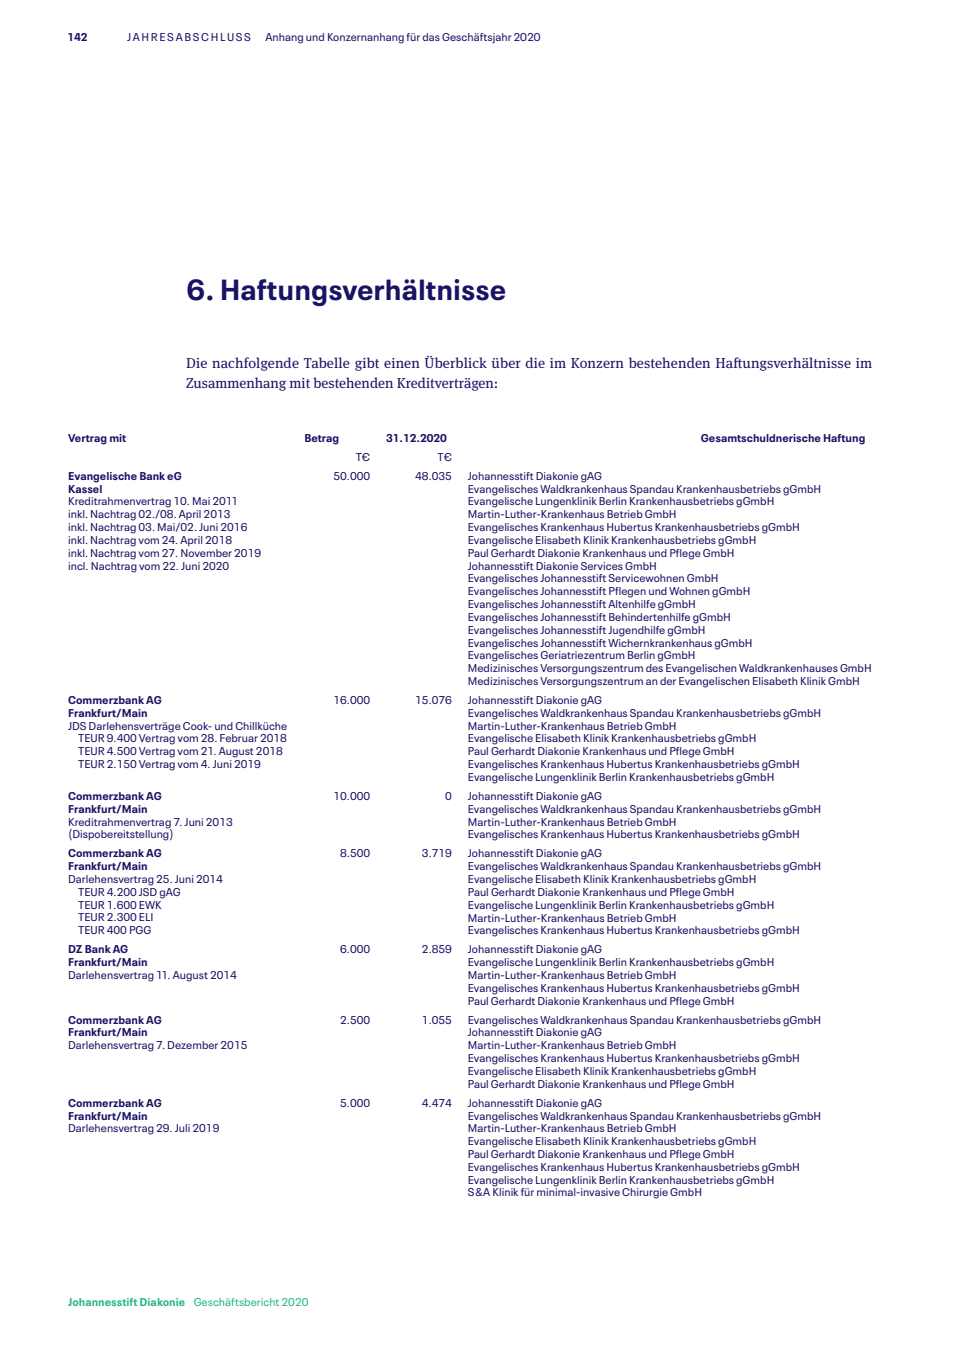 142 JAHRESABSCHLUSS Anhang und Konzernanhang für das Geschäftsjahr 2020
6. Haftungsverhältnisse
Die nachfolgende Tabelle gibt einen Überblick über die im Konzern bestehenden Haftungsverhältnisse im
Zusammenhang mit bestehenden Kreditverträgen:
Vertrag mit Betrag 31.12.2020 Gesamtschuldnerische Haftung
T€ T€
Evangelische Bank eG 50.000 48.035 Johannesstift Diakonie gAG
Kassel Evangelisches Waldkrankenhaus Spandau Krankenhausbetriebs gGmbH
Kreditrahmenvertrag 10. Mai 2011 Evangelische Lungenklinik Berlin Krankenhausbetriebs gGmbH
inkl. Nachtrag 02./08. April 2013 Martin-Luther-Krankenhaus Betrieb GmbH
inkl. Nachtrag 03. Mai/02. Juni 2016 Evangelisches Krankenhaus Hubertus Krankenhausbetriebs gGmbH
inkl. Nachtrag vom 24. April 2018 Evangelische Elisabeth Klinik Krankenhausbetriebs gGmbH
inkl. Nachtrag vom 27. November 2019 Paul Gerhardt Diakonie Krankenhaus und Pflege GmbH
incl. Nachtrag vom 22. Juni 2020 Johannesstift Diakonie Services GmbH
Evangelisches Johannesstift Servicewohnen GmbH
Evangelisches Johannesstift Pflegen und Wohnen gGmbH
Evangelisches Johannesstift Altenhilfe gGmbH
Evangelisches Johannesstift Behindertenhilfe gGmbH
Evangelisches Johannesstift Jugendhilfe gGmbH
Evangelisches Johannesstift Wichernkrankenhaus gGmbH
Evangelisches Geriatriezentrum Berlin gGmbH
Medizinisches Versorgungszentrum des Evangelischen Waldkrankenhauses GmbH
Medizinisches Versorgungszentrum an der Evangelischen Elisabeth Klinik GmbH
Commerzbank AG 16.000 15.076 Johannesstift Diakonie gAG
Frankfurt/Main Evangelisches Waldkrankenhaus Spandau Krankenhausbetriebs gGmbH
JDS Darlehensverträge Cook- und Chillküche Martin-Luther-Krankenhaus Betrieb GmbH
TEUR 9.400 Vertrag vom 28. Februar 2018 Evangelische Elisabeth Klinik Krankenhausbetriebs gGmbH
TEUR 4.500 Vertrag vom 21. August 2018 Paul Gerhardt Diakonie Krankenhaus und Pflege GmbH
TEUR 2.150 Vertrag vom 4. Juni 2019 Evangelisches Krankenhaus Hubertus Krankenhausbetriebs gGmbH
Evangelische Lungenklinik Berlin Krankenhausbetriebs gGmbH
Commerzbank AG 10.000 0 Johannesstift Diakonie gAG
Frankfurt/Main Evangelisches Waldkrankenhaus Spandau Krankenhausbetriebs gGmbH
Kreditrahmenvertrag 7. Juni 2013 Martin-Luther-Krankenhaus Betrieb GmbH
(Dispobereitstellung) Evangelisches Krankenhaus Hubertus Krankenhausbetriebs gGmbH
Commerzbank AG 8.500 3.719 Johannesstift Diakonie gAG
Frankfurt/Main Evangelisches Waldkrankenhaus Spandau Krankenhausbetriebs gGmbH
Darlehensvertrag 25. Juni 2014 Evangelische Elisabeth Klinik Krankenhausbetriebs gGmbH
TEUR 4.200 JSD gAG Paul Gerhardt Diakonie Krankenhaus und Pflege GmbH
TEUR 1.600 EWK Evangelische Lungenklinik Berlin Krankenhausbetriebs gGmbH
TEUR 2.300 ELI Martin-Luther-Krankenhaus Betrieb GmbH
TEUR 400 PGG Evangelisches Krankenhaus Hubertus Krankenhausbetriebs gGmbH
DZ Bank AG 6.000 2.859 Johannesstift Diakonie gAG
Frankfurt/Main Evangelische Lungenklinik Berlin Krankenhausbetriebs gGmbH
Darlehensvertrag 11. August 2014 Martin-Luther-Krankenhaus Betrieb GmbH
Evangelisches Krankenhaus Hubertus Krankenhausbetriebs gGmbH
Paul Gerhardt Diakonie Krankenhaus und Pflege GmbH
Commerzbank AG 2.500 1.055 Evangelisches Waldkrankenhaus Spandau Krankenhausbetriebs gGmbH
Frankfurt/Main Johannesstift Diakonie gAG
Darlehensvertrag 7. Dezember 2015 Martin-Luther-Krankenhaus Betrieb GmbH
Evangelisches Krankenhaus Hubertus Krankenhausbetriebs gGmbH
Evangelische Elisabeth Klinik Krankenhausbetriebs gGmbH
Paul Gerhardt Diakonie Krankenhaus und Pflege GmbH
Commerzbank AG 5.000 4.474 Johannesstift Diakonie gAG
Frankfurt/Main Evangelisches Waldkrankenhaus Spandau Krankenhausbetriebs gGmbH
Darlehensvertrag 29. Juli 2019 Martin-Luther-Krankenhaus Betrieb GmbH
Evangelische Elisabeth Klinik Krankenhausbetriebs gGmbH
Paul Gerhardt Diakonie Krankenhaus und Pflege GmbH
Evangelisches Krankenhaus Hubertus Krankenhausbetriebs gGmbH
Evangelische Lungenklinik Berlin Krankenhausbetriebs gGmbH
S&A Klinik für minimal-invasive Chirurgie GmbH
Johannesstift Diakonie Geschäftsbericht 2020